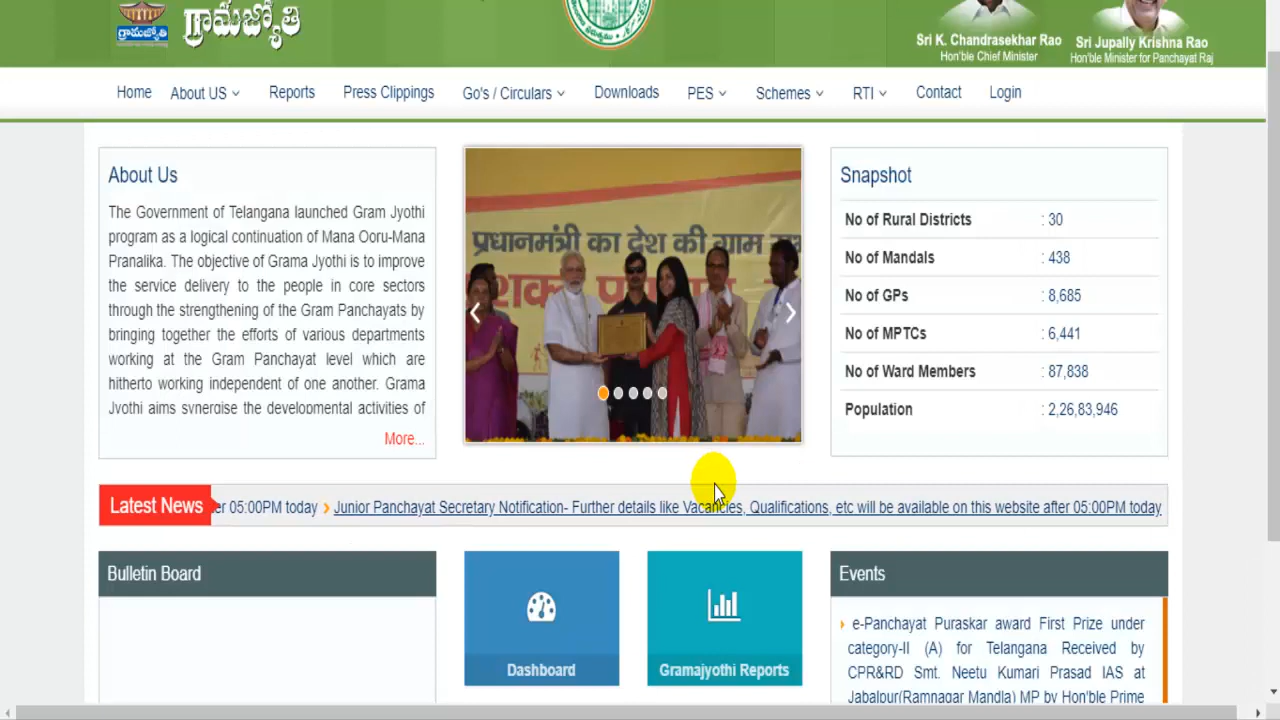 గ్రామజ్యోతి
గ్రామజ్యోతి
Sri K. Chandrasekhar Rao
Hon'ble Chief Minister
Sri Jupally Krishna Rao
Hon'ble Minister for Panchayat Raj
Home About US Reports Press Clippings Go's / Circulars Downloads PES Schemes RTI Contact Login
About Us
The Government of Telangana launched Gram Jyothi
program as a logical continuation of Mana Ooru-Mana
Pranalika. The objective of Grama Jyothi is to improve
the service delivery to the people in core sectors
through the strengthening of the Gram Panchayats by
bringing together the efforts of various departments
working at the Gram Panchayat level which are
hitherto working independent of one another. Grama
Jyothi aims synergise the developmental activities of
More...
प्रधानमंत्री का देश की ग्राम
Snapshot
No of Rural Districts : 30
No of Mandals : 438
No of GPs : 8,685
No of MPTCs : 6,441
No of Ward Members : 87,838
Population : 2,26,83,946
Latest News er 05:00PM today Junior Panchayat Secretary Notification- Further details like Vacancies, Qualifications, etc will be available on this website after 05:00PM today
Bulletin Board
Dashboard
Gramajyothi Reports
Events
e-Panchayat Puraskar award First Prize under
category-II (A) for Telangana Received by
CPR&RD Smt. Neetu Kumari Prasad IAS at
Jabalpur(Ramnagar Mandla) MP by Hon'ble Prime